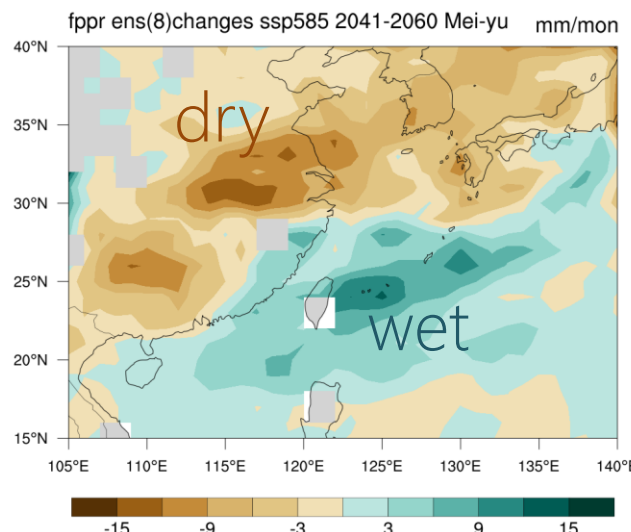 fppr ens(8)changes ssp585 2041-2060 Mei-yu mm/mon
40°N
dry
35°N
30°N
25°N
wet
20°N
15°N
105°E 110°E 115°E 120°E 125°E 130°E 135°E 140°E
-15 -9 -3 3 9 15